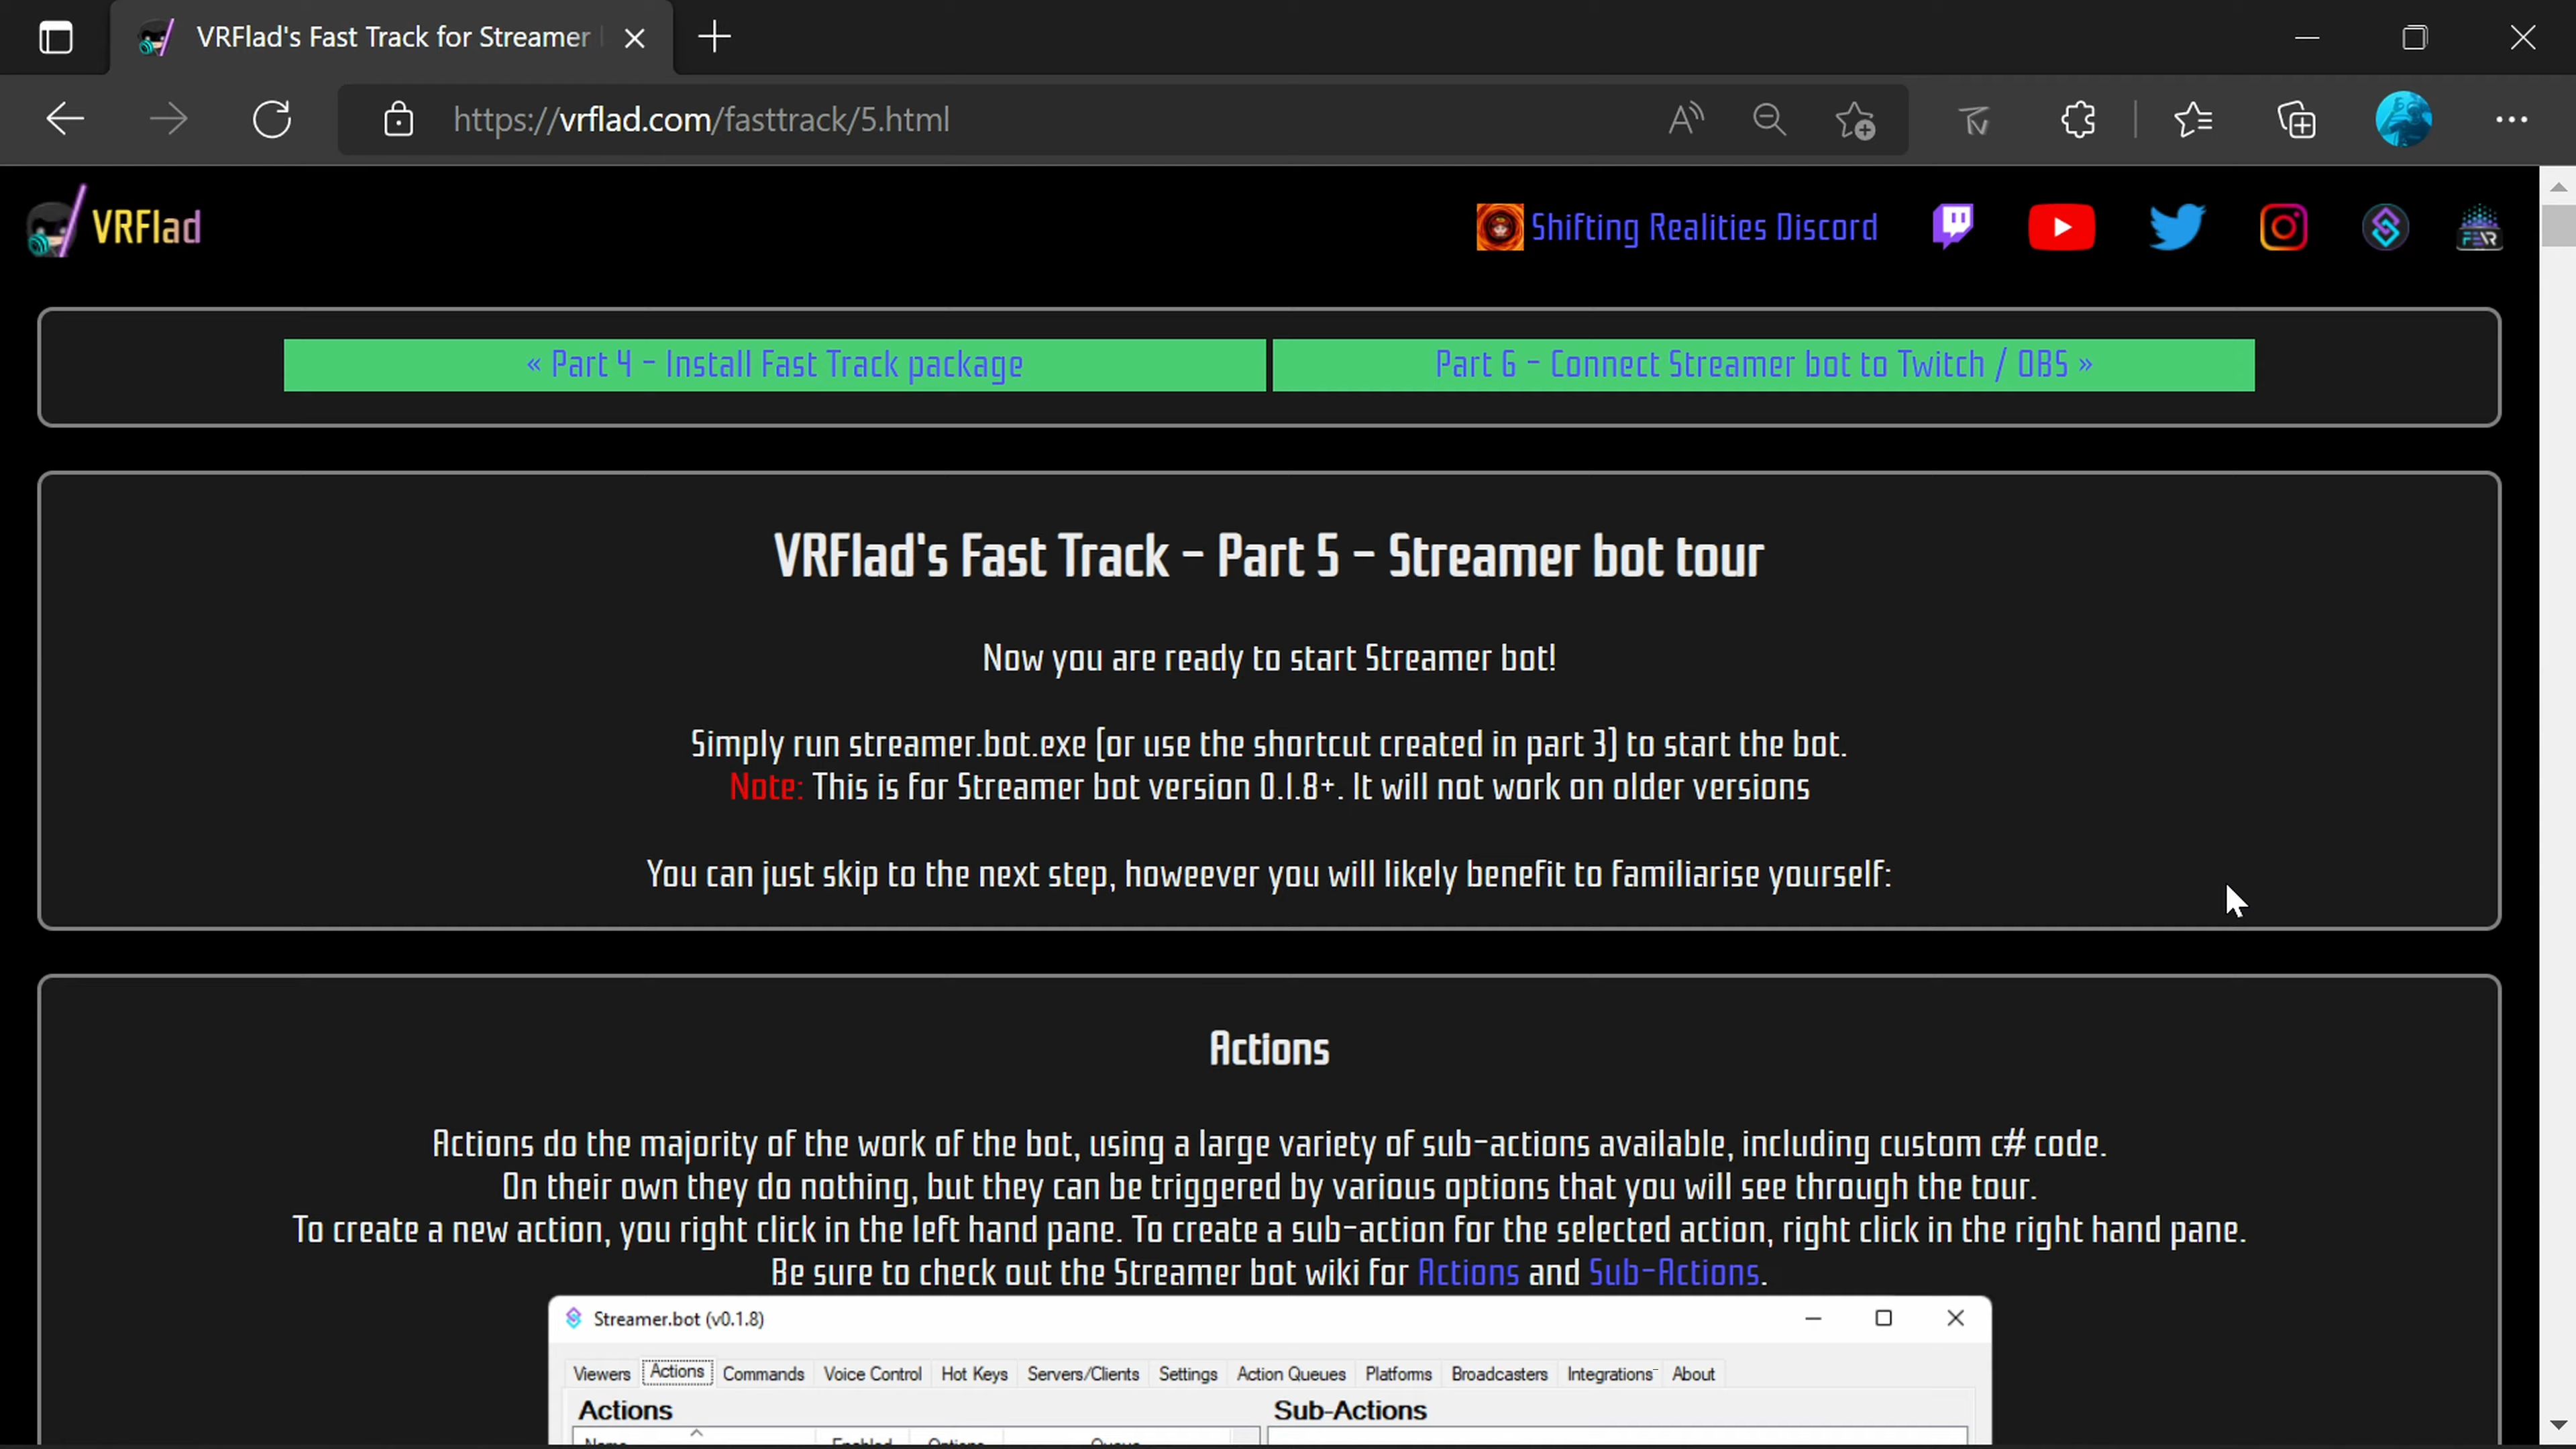 VRFlad's Fast Track for Streamer
https://vrflad.com/fasttrack/5.html
VRFlad
Shifting Realities Discord
FEVR
« Part 4 - Install Fast Track package
Part 6 - Connect Streamer bot to Twitch / OBS »
VRFlad's Fast Track - Part 5 - Streamer bot tour
Now you are ready to start Streamer bot!
Simply run streamer.bot.exe [or use the shortcut created in part 3] to start the bot.
Note: This is for Streamer bot version 0.1.8+. It will not work on older versions
You can just skip to the next step, howeever you will likely benefit to familiarise yourself:
Actions
Actions do the majority of the work of the bot, using a large variety of sub-actions available, including custom c# code.
On their own they do nothing, but they can be triggered by various options that you will see through the tour.
To create a new action, you right click in the left hand pane. To create a sub-action for the selected action, right click in the right hand pane.
Be sure to check out the Streamer bot wiki for Actions and Sub-Actions.
Streamer.bot (v0.1.8)
Viewers Actions Commands Voice Control Hot Keys Servers/Clients Settings Action Queues Platforms Broadcasters Integrations About
Actions
Sub-Actions
Name Enabled Options Queue